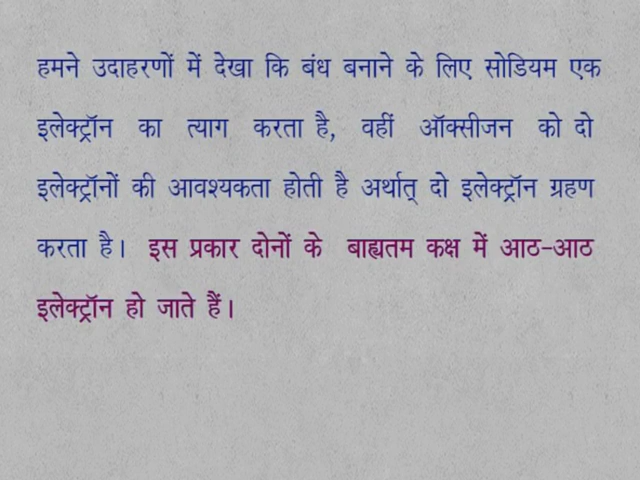 हमने उदाहरणों में देखा कि बंध बनाने के लिए सोडियम एक
इलेक्ट्रॉन का त्याग करता है, वहीं ऑक्सीजन को दो
इलेक्ट्रॉनों की आवश्यकता होती है अर्थात् दो इलेक्ट्रॉन ग्रहण
करता है। इस प्रकार दोनों के बाह्यतम कक्ष में आठ-आठ
इलेक्ट्रॉन हो जाते हैं।